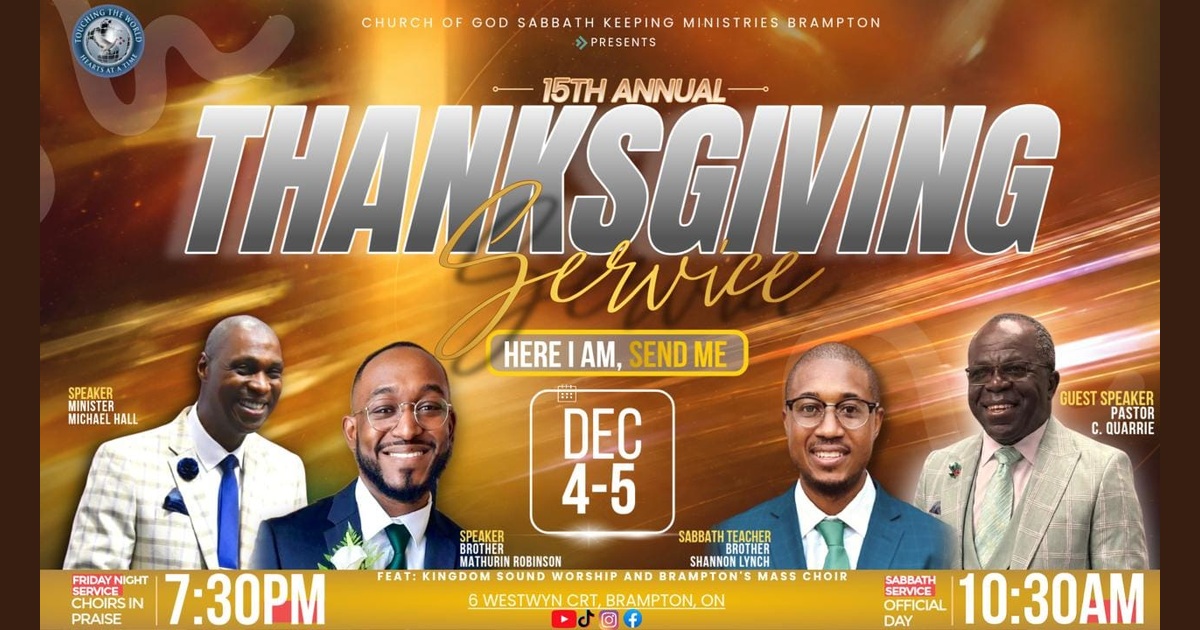 TOUCHING THE WORLD
HEARTS AT A TIME
CHURCH OF GOD SABBATH KEEPING MINISTRIES BRAMPTON
PRESENTS
15TH ANNUAL
THANKSGIVING
Service
HERE I AM, SEND ME
DEC
4-5
SPEAKER
MINISTER
MICHAEL HALL
SPEAKER
BROTHER
MATHURIN ROBINSON
SABBATH TEACHER
BROTHER
SHANNON LYNCH
GUEST SPEAKER
PASTOR
C. QUARRIE
FRIDAY NIGHT
SERVICE
CHOIRS IN
PRAISE
7:30PM
FEAT: KINGDOM SOUND WORSHIP AND BRAMPTON'S MASS CHOIR
6 WESTWYN CRT, BRAMPTON, ON
SABBATH
SERVICE
OFFICIAL
DAY
10:30AM